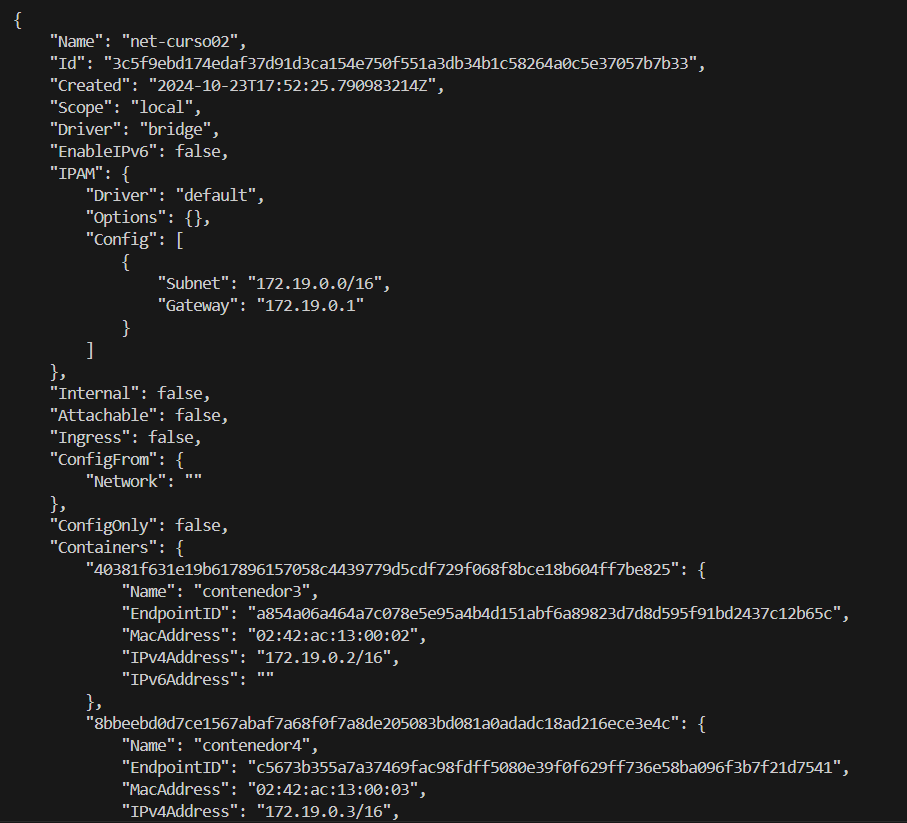 {
    "Name": "net-curso02",
    "Id": "3c5f9ebd174edaf37d91d3ca154e750f551a3db34b1c58264a0c5e37057b7b33",
    "Created": "2024-10-23T17:52:25.790983214Z",
    "Scope": "local",
    "Driver": "bridge",
    "EnableIPv6": false,
    "IPAM": {
        "Driver": "default",
        "Options": {},
        "Config": [
            {
                "Subnet": "172.19.0.0/16",
                "Gateway": "172.19.0.1"
            }
        ]
    },
    "Internal": false,
    "Attachable": false,
    "Ingress": false,
    "ConfigFrom": {
        "Network": ""
    },
    "ConfigOnly": false,
    "Containers": {
        "40381f631e19b617896157058c4439779d5cdf729f068f8bce18b604ff7be825": {
            "Name": "contenedor3",
            "EndpointID": "a854a06a464a7c078e5e95a4b4d151abf6a89823d7d8d595f91bd2437c12b65c",
            "MacAddress": "02:42:ac:13:00:02",
            "IPv4Address": "172.19.0.2/16",
            "IPv6Address": ""
        },
        "8bbeebd0d7ce1567abaf7a68f0f7a8de205083bd081a0adadc18ad216ece3e4c": {
            "Name": "contenedor4",
            "EndpointID": "c5673b355a7a37469fac98fdff5080e39f0f629ff736e58ba096f3b7f21d7541",
            "MacAddress": "02:42:ac:13:00:03",
            "IPv4Address": "172.19.0.3/16",